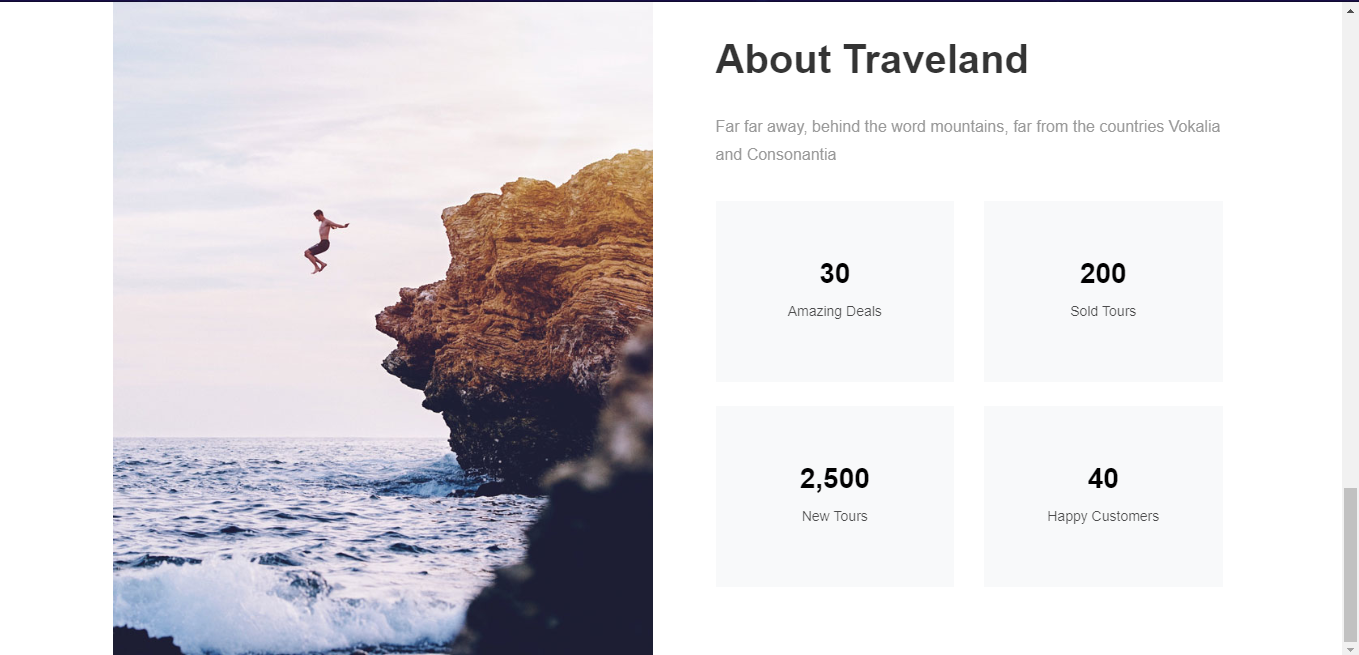 About Traveland
Far far away, behind the word mountains, far from the countries Vokalia
and Consonantia
30
Amazing Deals
200
Sold Tours
2,500
New Tours
40
Happy Customers